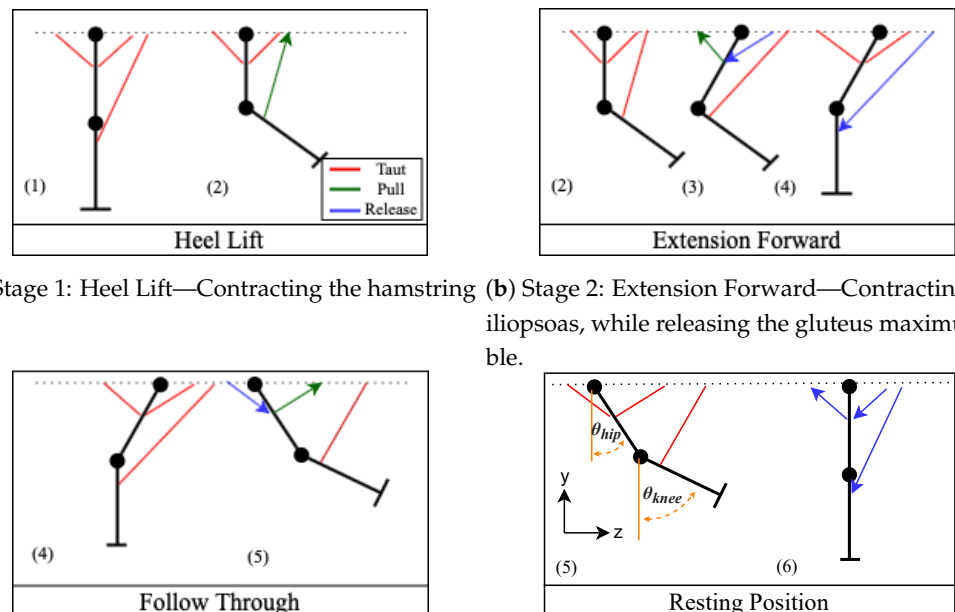 (1)
(2)
Taut
Pull
Release
Heel Lift
(2)
(3)
(4)
Extension Forward
Stage 1: Heel Lift—Contracting the hamstring
(b) Stage 2: Extension Forward—Contractin
iliopsoas, while releasing the gluteus maximu
ble.
(4)
(5)
Follow Through
θhip
θknee
y
z
(5)
(6)
Resting Position